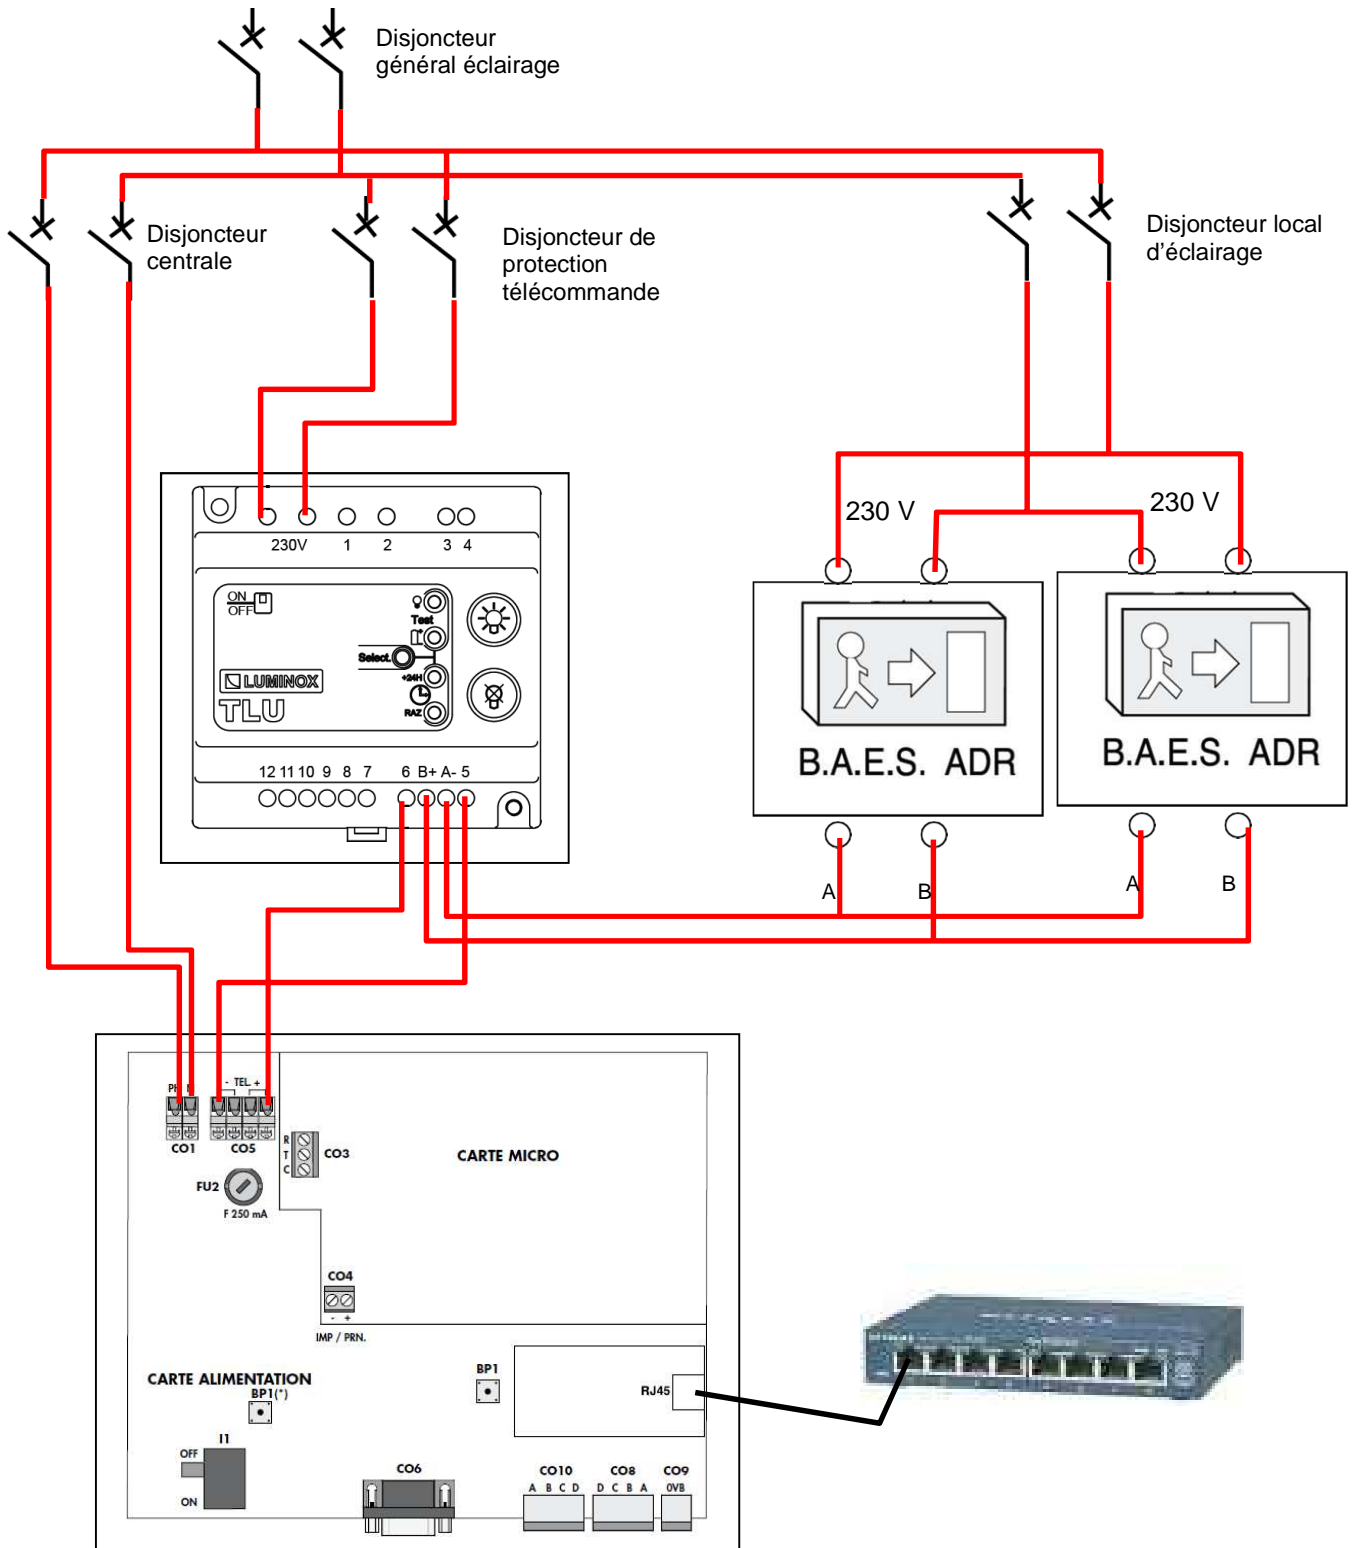 Disjoncteur
général éclairage
Disjoncteur
centrale
Disjoncteur de
protection
télécommande
Disjoncteur local
d'éclairage
230 V
230 V
230V 1 2 3 4
ON
OFF
Test
Select.
+24H
RAZ
LUMINOX
TLU
12 11 10 9 8 7 6 B+ A- 5
B.A.E.S. ADR
B.A.E.S. ADR
A B A B
PH N
- TEL. +
CO1 CO5
R
T
C
CO3
CARTE MICRO
FU2
F 250 mA
CO4
- +
IMP / PRN.
CARTE ALIMENTATION
BP1(*)
BP1
RJ45
I1
OFF
ON
CO6
CO10 CO8 CO9
A B C D D C B A 0VB